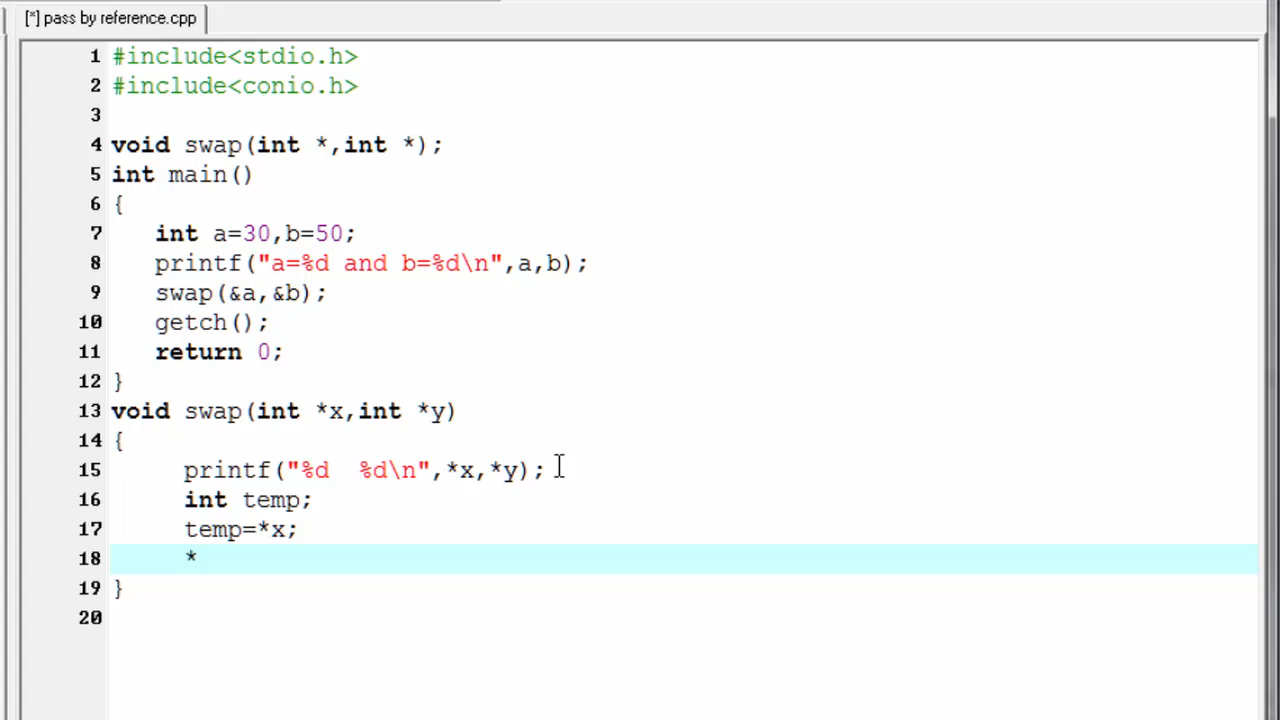 [*] pass by reference.cpp
1 #include<stdio.h>
2 #include<conio.h>
3
4 void swap(int *,int *);
5 int main()
6 {
7    int a=30,b=50;
8    printf("a=%d and b=%d\n",a,b);
9    swap(&a,&b);
10    getch();
11    return 0;
12 }
13 void swap(int *x,int *y)
14 {
15      printf("%d  %d\n",*x,*y);
16      int temp;
17      temp=*x;
18      *
19 }
20